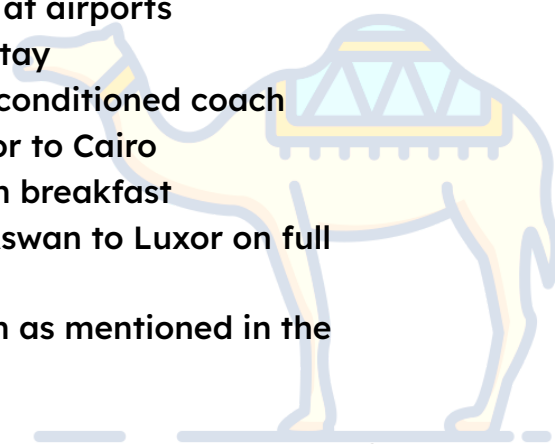 at airports
tay
conditioned coach
or to Cairo
breakfast
swan to Luxor on full
as mentioned in the